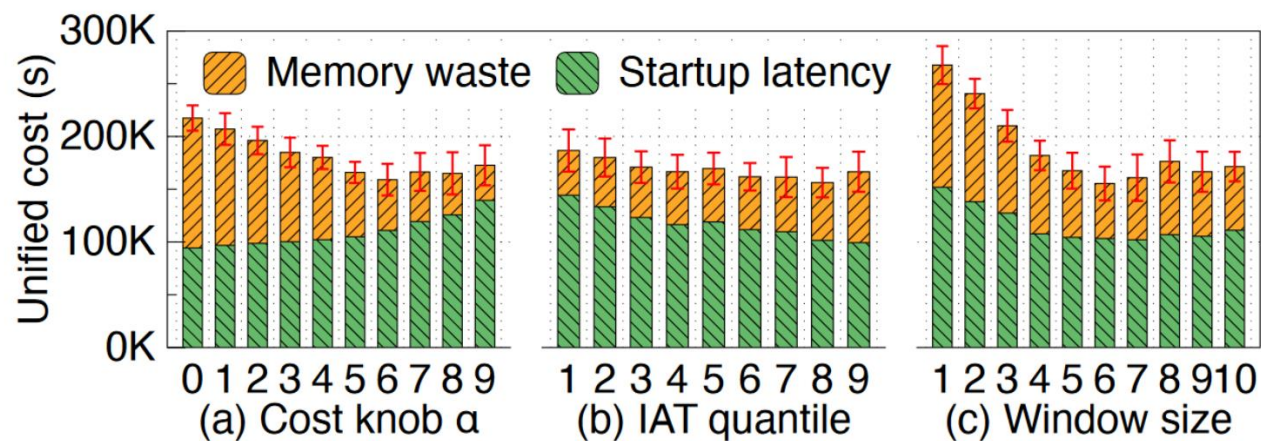 300K
200K
100K
0K
Unified cost (s)
Memory waste Startup latency
0 1 2 3 4 5 6 7 8 9
(a) Cost knob α
1 2 3 4 5 6 7 8 9
(b) IAT quantile
1 2 3 4 5 6 7 8 9 10
(c) Window size